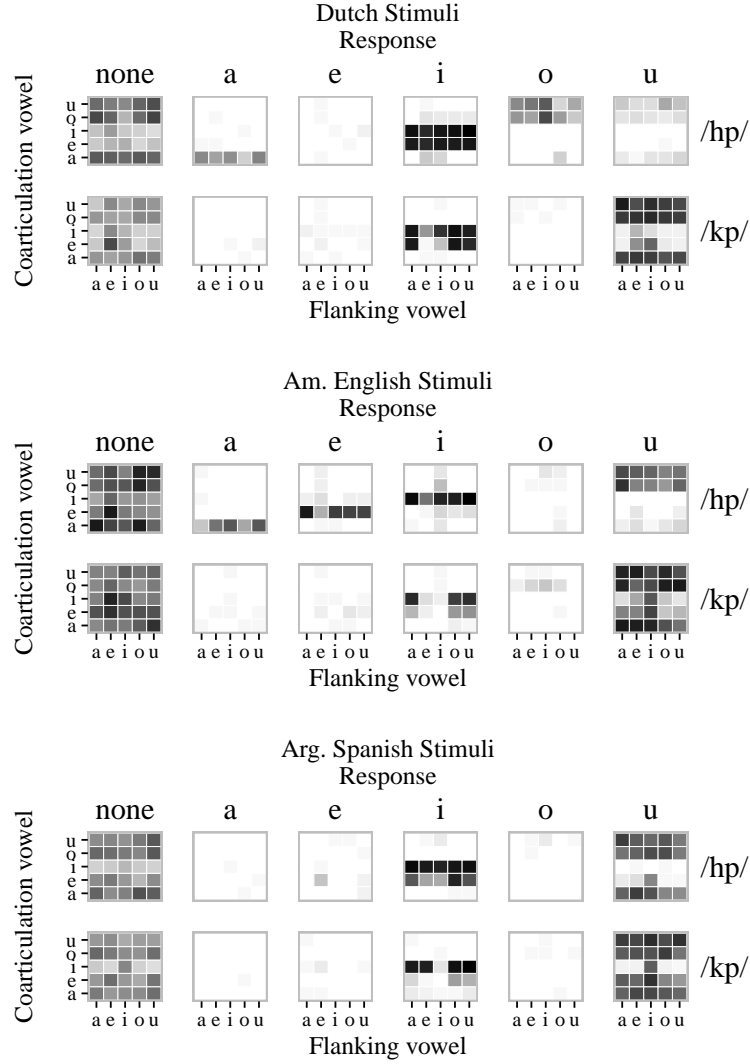 Dutch Stimuli
Response
none a e i o u
Coarticulation vowel
u
o
i
e
a
/hp/
u
o
i
e
a
/kp/
a e i o u a e i o u a e i o u a e i o u a e i o u a e i o u
Flanking vowel
Am. English Stimuli
Response
none a e i o u
Coarticulation vowel
u
o
i
e
a
/hp/
u
o
i
e
a
/kp/
a e i o u a e i o u a e i o u a e i o u a e i o u a e i o u
Flanking vowel
Arg. Spanish Stimuli
Response
none a e i o u
Coarticulation vowel
u
o
i
e
a
/hp/
u
o
i
e
a
/kp/
a e i o u a e i o u a e i o u a e i o u a e i o u a e i o u
Flanking vowel